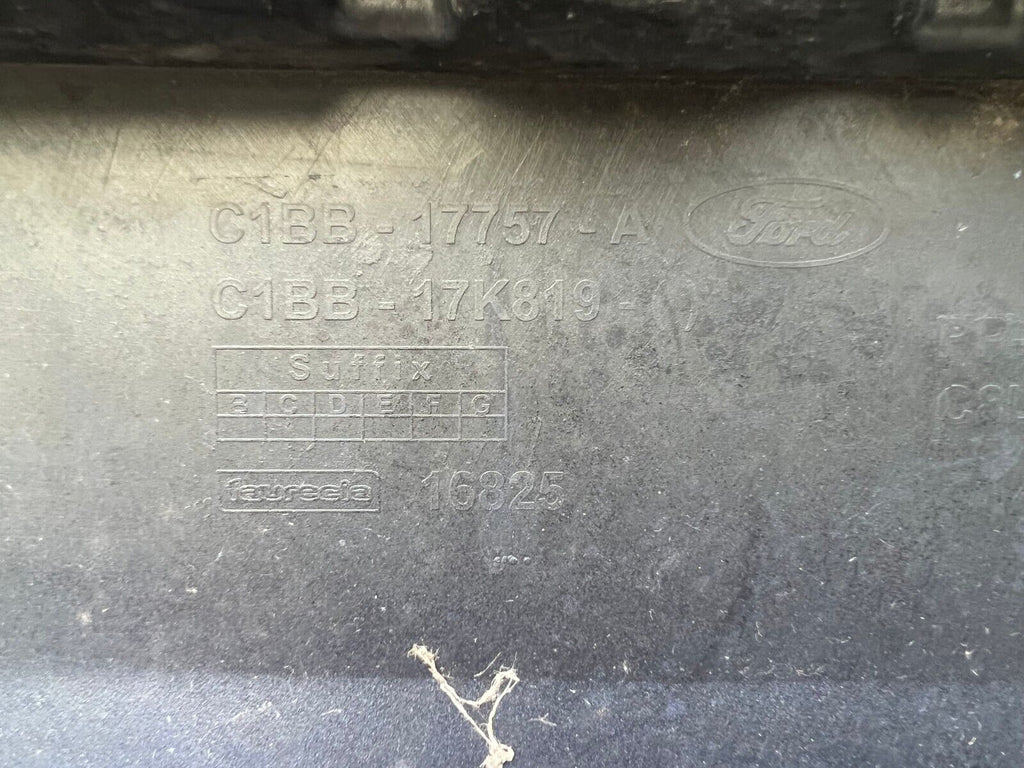 C1BB - 17757 - A Ford
C1BB - 17K819 -
Suffix
B C D E F G
faurecia 16825